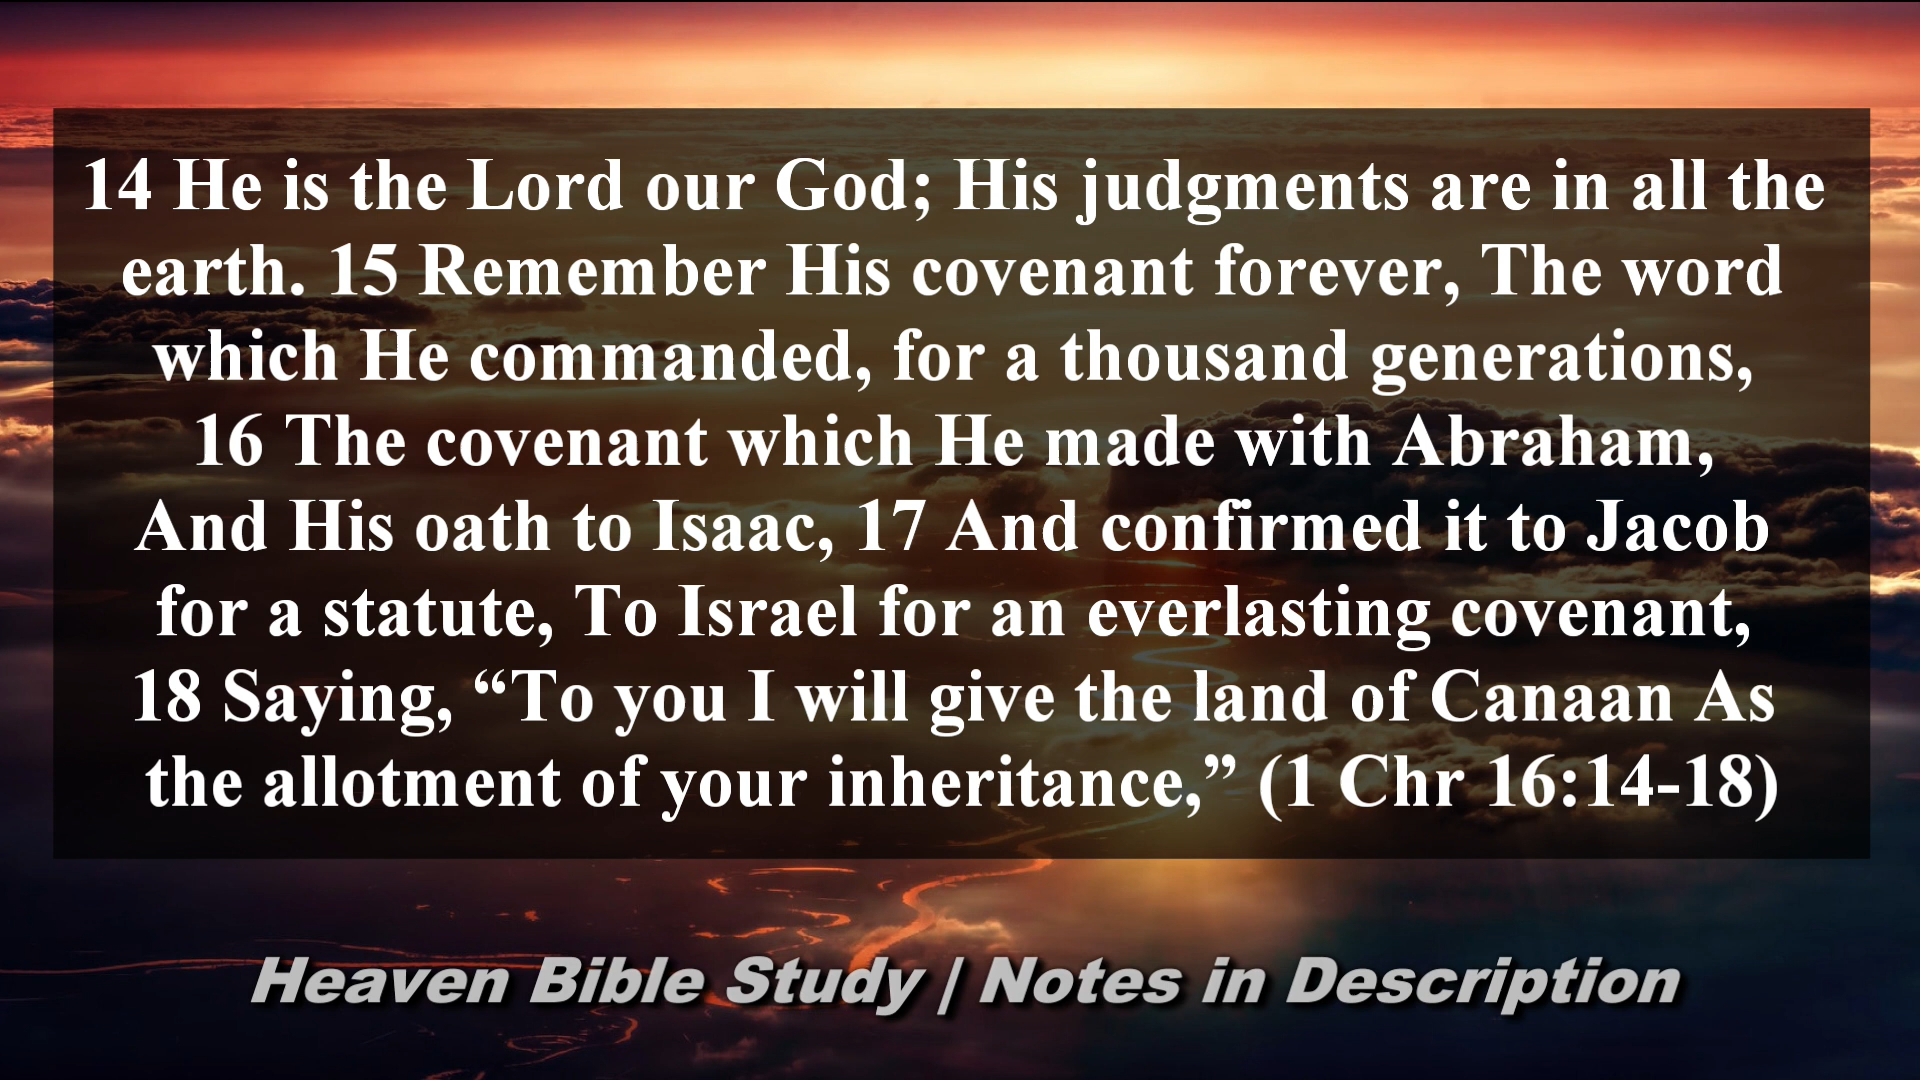 14 He is the Lord our God; His judgments are in all the
earth. 15 Remember His covenant forever, The word
which He commanded, for a thousand generations,
16 The covenant which He made with Abraham,
And His oath to Isaac, 17 And confirmed it to Jacob
for a statute, To Israel for an everlasting covenant,
18 Saying, “To you I will give the land of Canaan As
the allotment of your inheritance,” (1 Chr 16:14-18)
Heaven Bible Study | Notes in Description